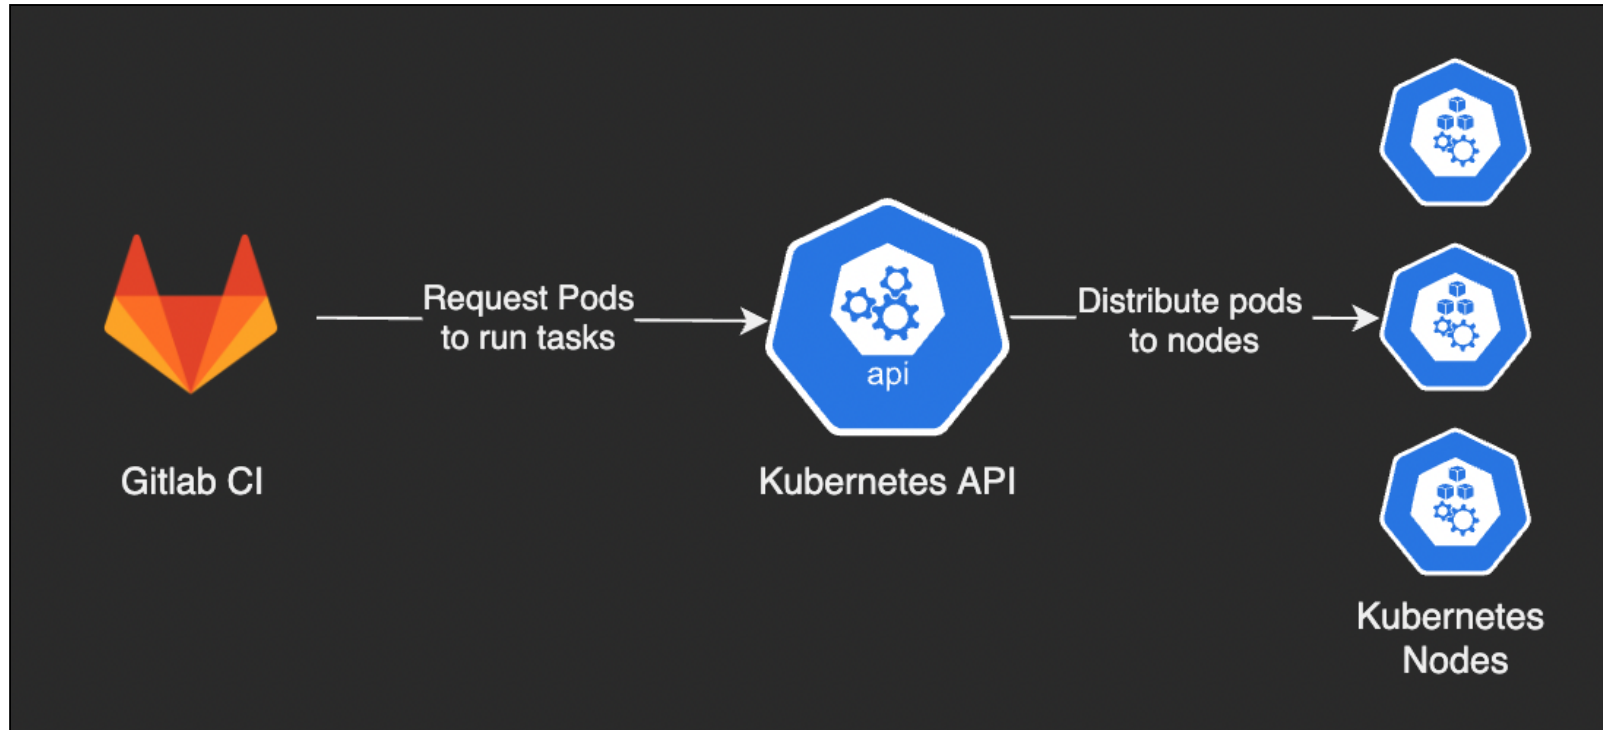 Request Pods
to run tasks
api
Distribute pods
to nodes
Gitlab CI
Kubernetes API
Kubernetes
Nodes